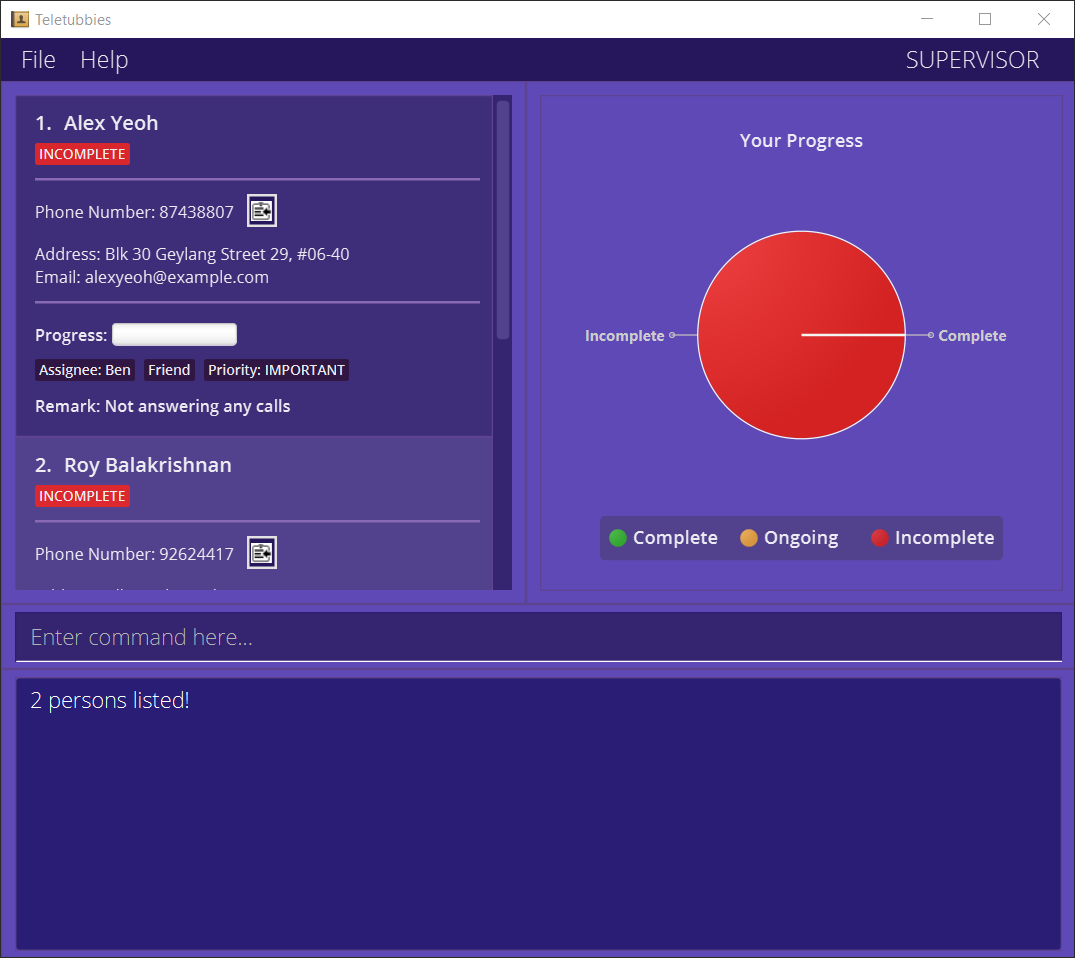 Teletubbies
File Help SUPERVISOR
1. Alex Yeoh
INCOMPLETE
Phone Number: 87438807
Address: Blk 30 Geylang Street 29, #06-40
Email: alexyeoh@example.com
Progress:
Assignee: Ben Friend Priority: IMPORTANT
Remark: Not answering any calls
2. Roy Balakrishnan
INCOMPLETE
Phone Number: 92624417
Your Progress
Incomplete Complete
Complete Ongoing Incomplete
Enter command here...
2 persons listed!